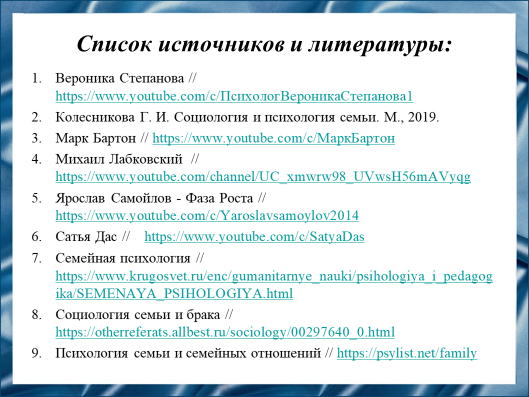 Список источников и литературы:
1. Вероника Степанова //
https://www.youtube.com/c/ПсихологВероникаСтепанова1
2. Колесникова Г. И. Социология и психология семьи. М., 2019.
3. Марк Бартон // https://www.youtube.com/c/МаркБартон
4. Михаил Лабковский //
https://www.youtube.com/channel/UC_xmwrw98_UVwsH56mAVyqg
5. Ярослав Самойлов - Фаза Роста //
https://www.youtube.com/c/Yaroslavsamoylov2014
6. Сатья Дас // https://www.youtube.com/c/SatyaDas
7. Семейная психология //
https://www.krugosvet.ru/enc/gumanitarnye_nauki/psihologiya_i_pedagog
ika/SEMENAYA_PSIHOLOGIYA.html
8. Социология семьи и брака //
https://otherreferats.allbest.ru/sociology/00297640_0.html
9. Психология семьи и семейных отношений // https://psylist.net/family